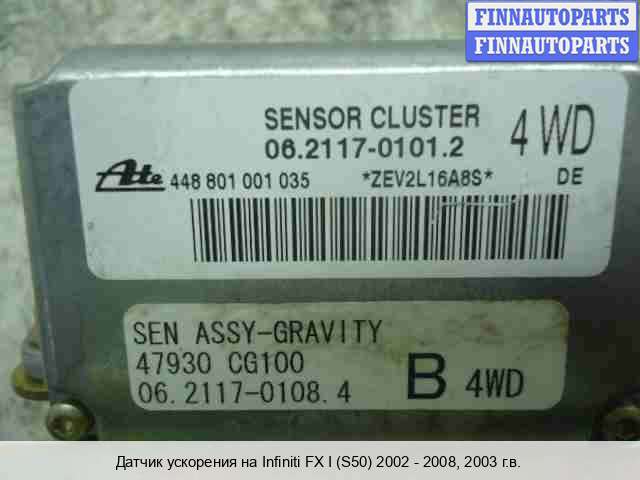 FINNAUTOPARTS
FINNAUTOPARTS
SENSOR CLUSTER
06.2117-0101.2 4 WD
Ate 448 801 001 035 *ZEV2L16A8S* DE
SEN ASSY-GRAVITY
47930 CG100
06.2117-0108.4 B 4WD
Датчик ускорения на Infiniti FX I (S50) 2002 - 2008, 2003 г.в.